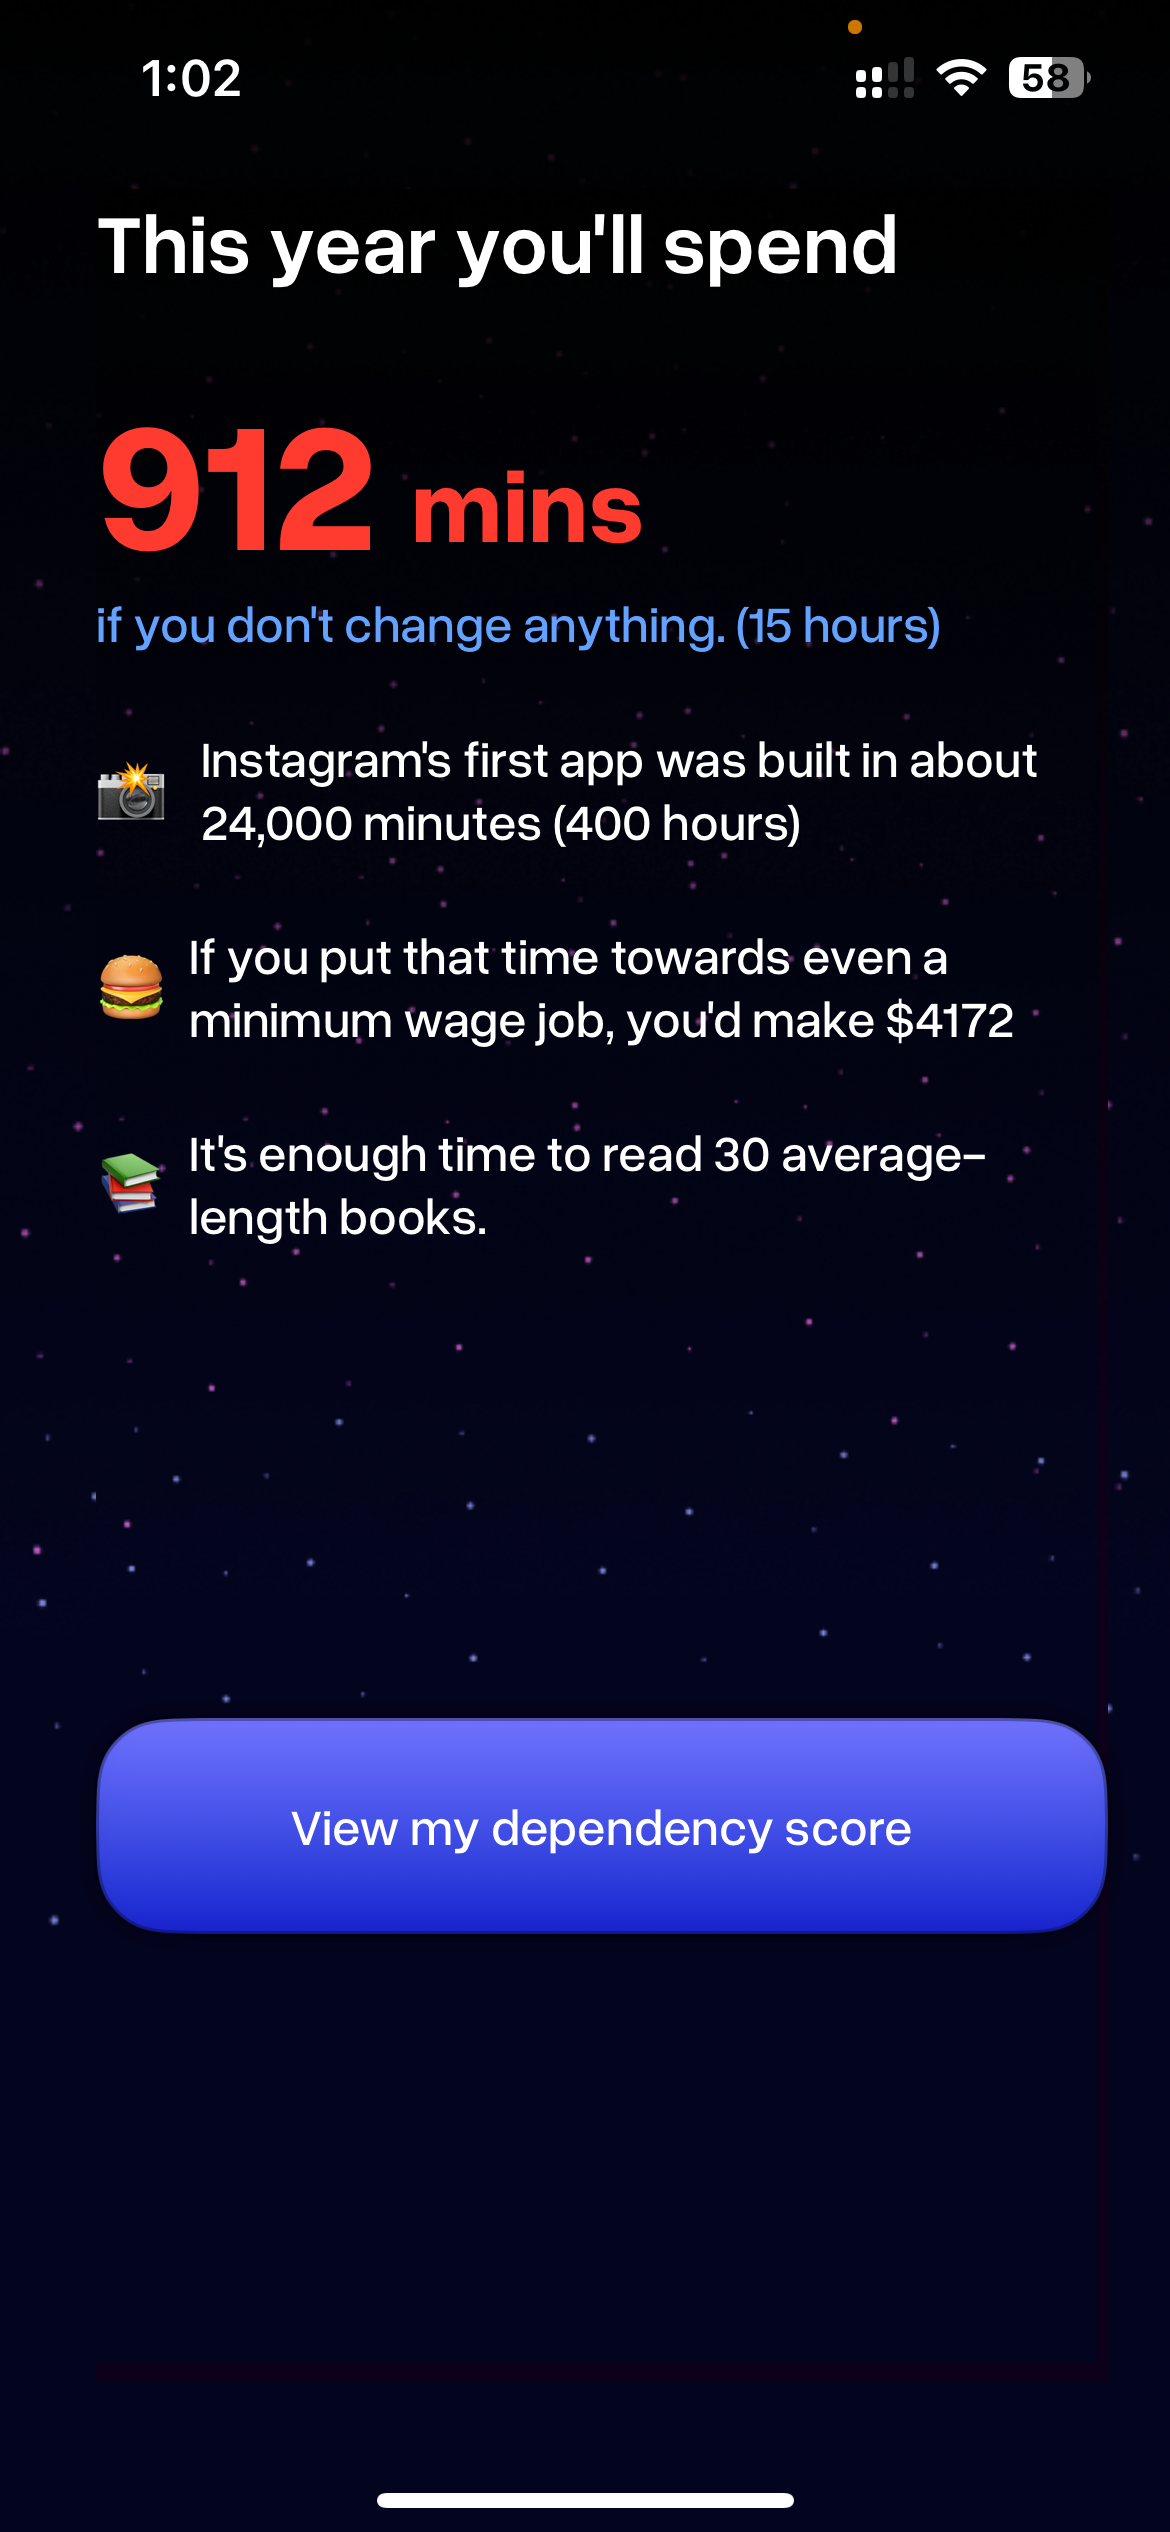 1:02
58
This year you'll spend
912 mins
if you don't change anything. (15 hours)
Instagram's first app was built in about
24,000 minutes (400 hours)
If you put that time towards even a
minimum wage job, you'd make $4172
It's enough time to read 30 average-
length books.
View my dependency score